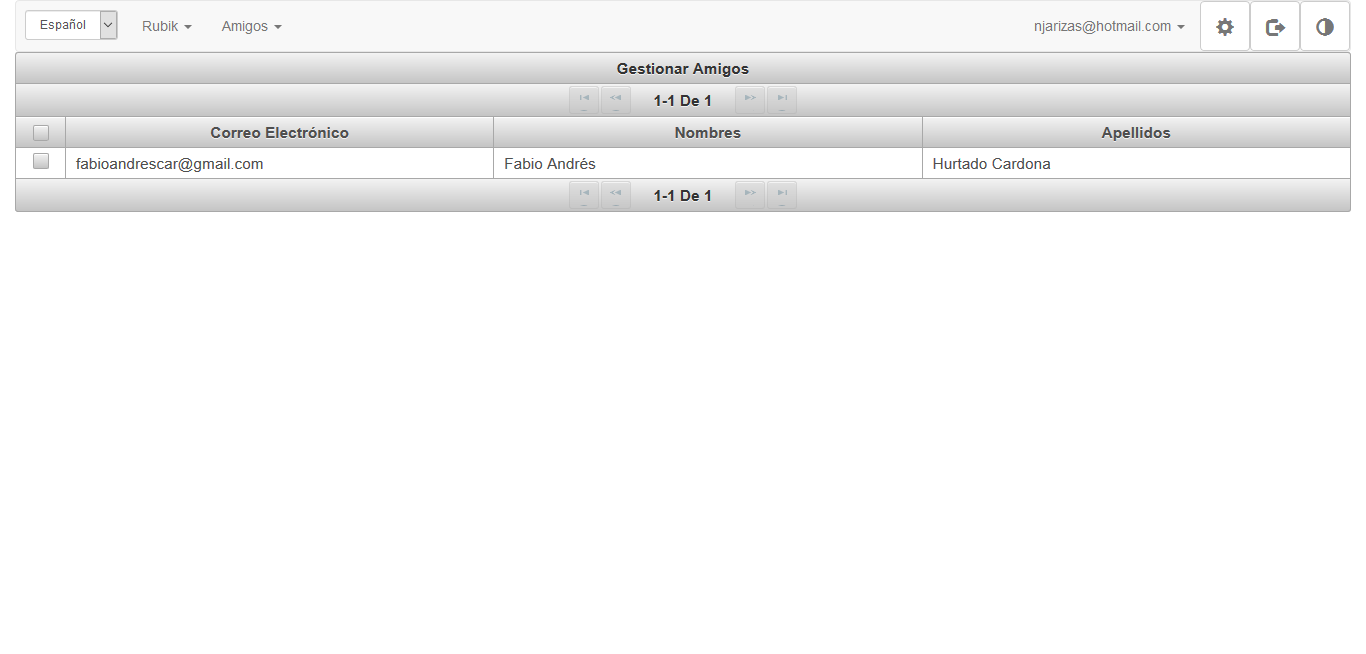 Español Rubik Amigos njarizas@hotmail.com
Gestionar Amigos
1-1 De 1
Correo Electrónico Nombres Apellidos
fabioandrescar@gmail.com Fabio Andrés Hurtado Cardona
1-1 De 1